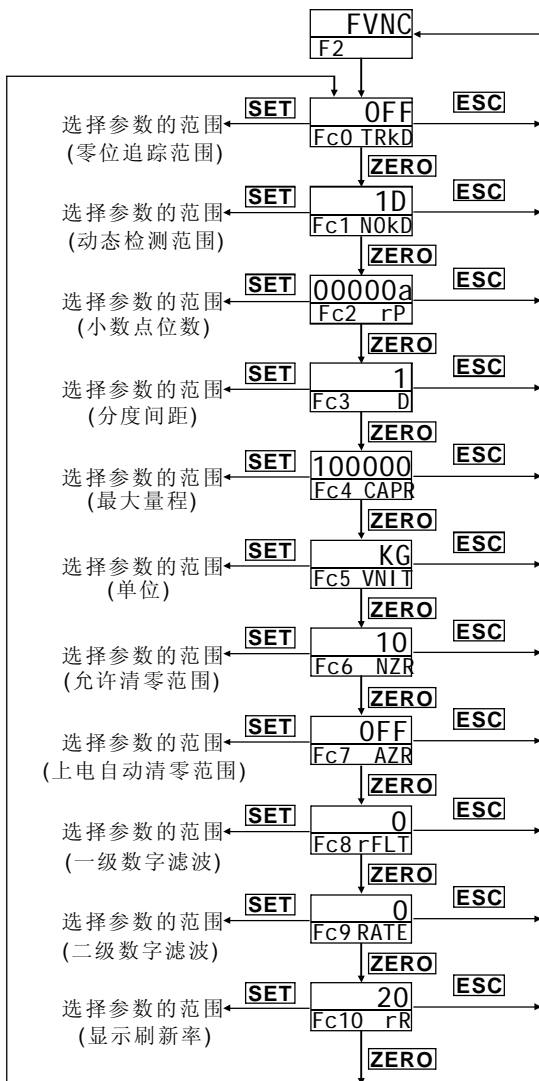 FVNC
F2
SET
OFF
ESC
选择参数的范围
(零位追踪范围)
Fc0 TRkD
ZERO
SET
1D
ESC
选择参数的范围
(动态检测范围)
Fc1 NOkD
ZERO
SET
00000a
ESC
选择参数的范围
(小数点位数)
Fc2 rP
ZERO
SET
1
ESC
选择参数的范围
(分度间距)
Fc3 D
ZERO
SET
100000
ESC
选择参数的范围
(最大量程)
Fc4 CAPR
ZERO
SET
KG
ESC
选择参数的范围
(单位)
Fc5 VNIT
ZERO
SET
10
ESC
选择参数的范围
(允许清零范围)
Fc6 NZR
ZERO
SET
OFF
ESC
选择参数的范围
(上电自动清零范围)
Fc7 AZR
ZERO
SET
0
ESC
选择参数的范围
(一级数字滤波)
Fc8 rFLT
ZERO
SET
0
ESC
选择参数的范围
(二级数字滤波)
Fc9 RATE
ZERO
SET
20
ESC
选择参数的范围
(显示刷新率)
Fc10 rR
ZERO